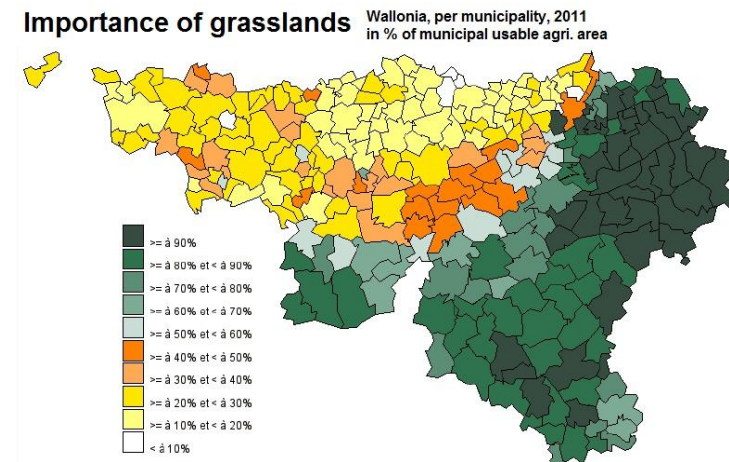 Importance of grasslands
Wallonia, per municipality, 2011
in % of municipal usable agri. area
>= à 90%
>= à 80% et < à 90%
>= à 70% et < à 80%
>= à 60% et < à 70%
>= à 50% et < à 60%
>= à 40% et < à 50%
>= à 30% et < à 40%
>= à 20% et < à 30%
>= à 10% et < à 20%
< à 10%